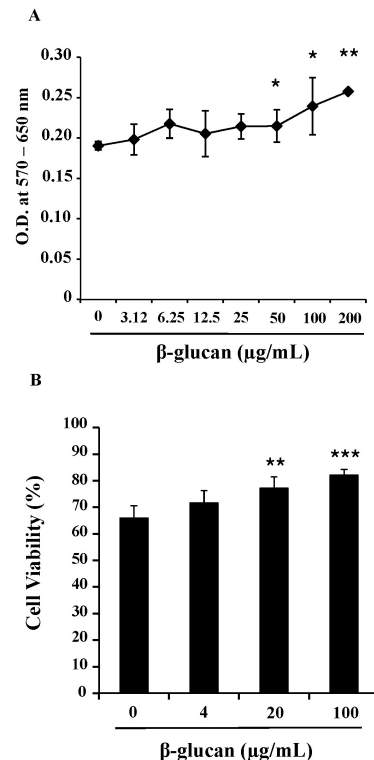 A
* * **
0.30
0.25
0.20
0.15
0.10
0.05
0
O.D. at 570 – 650 nm
0 3.12 6.25 12.5 25 50 100 200
β-glucan (µg/mL)
B
** ***
100
90
80
70
60
50
40
30
20
10
0
Cell Viability (%)
0 4 20 100
β-glucan (µg/mL)